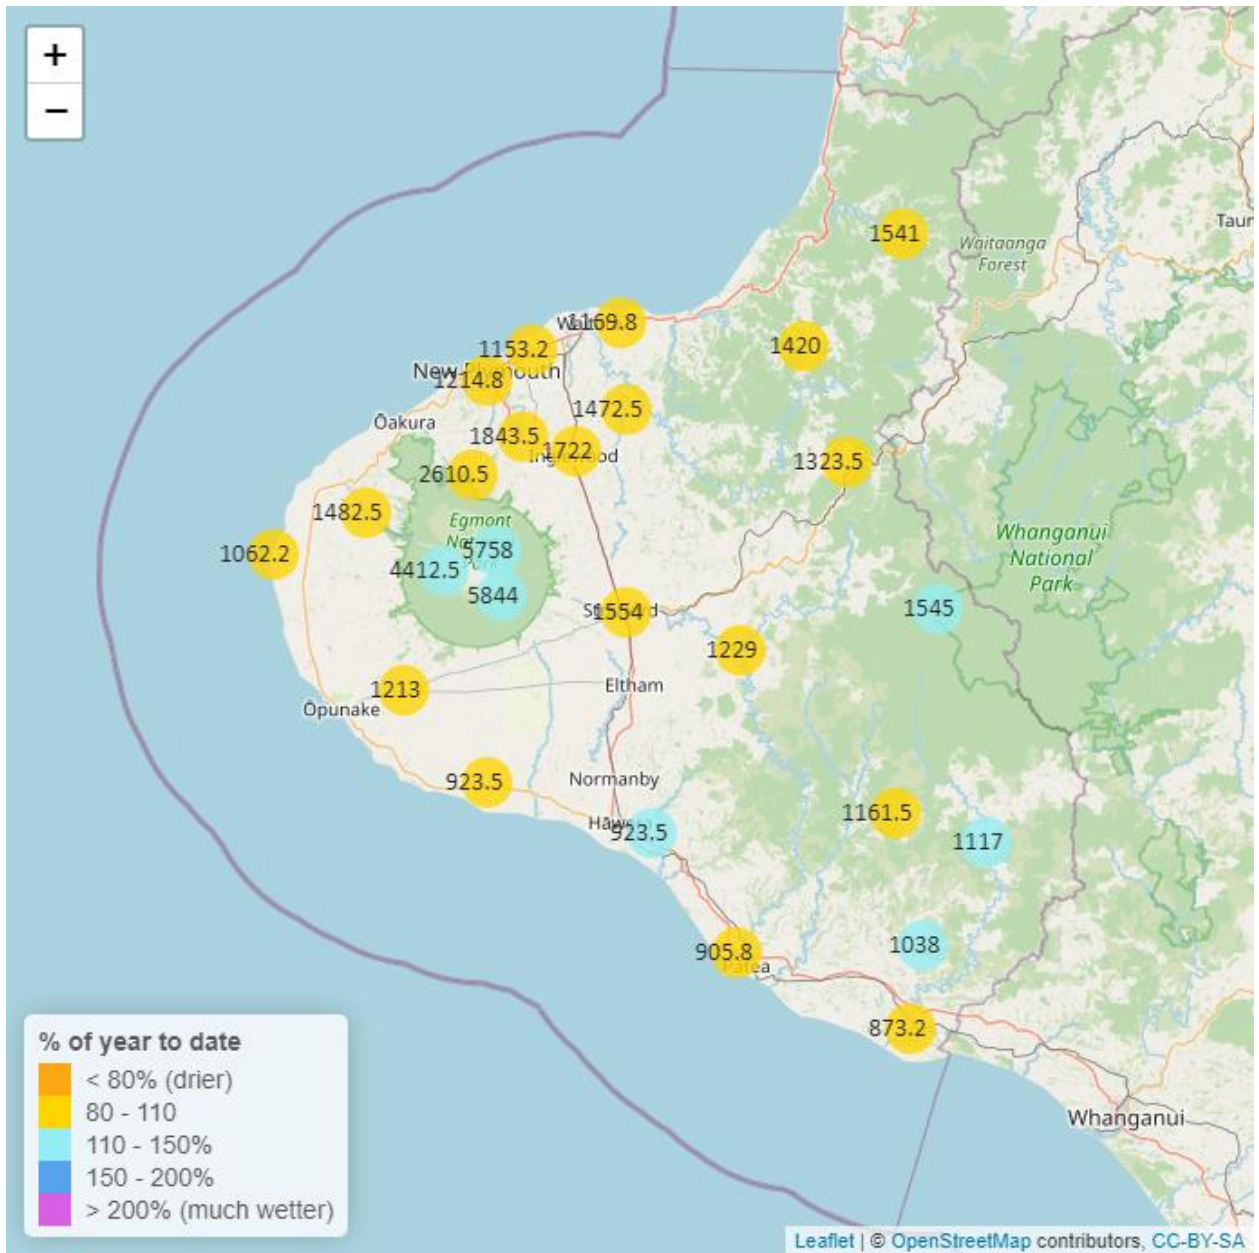 +
−
Taur
Waitaanga
Forest
1541
1169.8
1153.2
1420
New Plymouth
1214.8
Ōakura
1472.5
1843.5
1722
1323.5
2610.5
1482.5
Egmont
1062.2
5758
4412.5
5844
Whanganui
National
Park
1545
1554
1229
1213
Eltham
Ōpunake
923.5
Normanby
923.5
1161.5
1117
905.8
1038
873.2
Whanganui
% of year to date
< 80% (drier)
80 - 110
110 - 150%
150 - 200%
> 200% (much wetter)
Leaflet | © OpenStreetMap contributors, CC-BY-SA